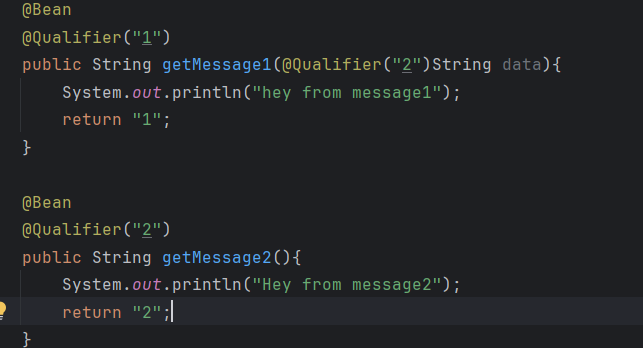 @Bean
@Qualifier("1")
public String getMessage1(@Qualifier("2")String data){
    System.out.println("hey from message1");
    return "1";
}

@Bean
@Qualifier("2")
public String getMessage2(){
    System.out.println("Hey from message2");
    return "2";
}